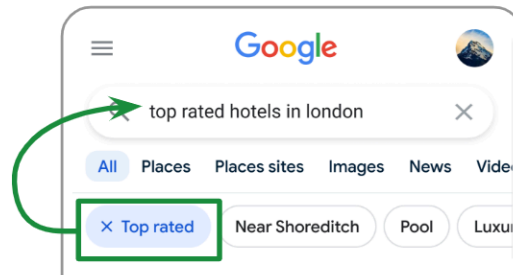 Google
top rated hotels in london
All Places Places sites Images News
Top rated Near Shoreditch Pool